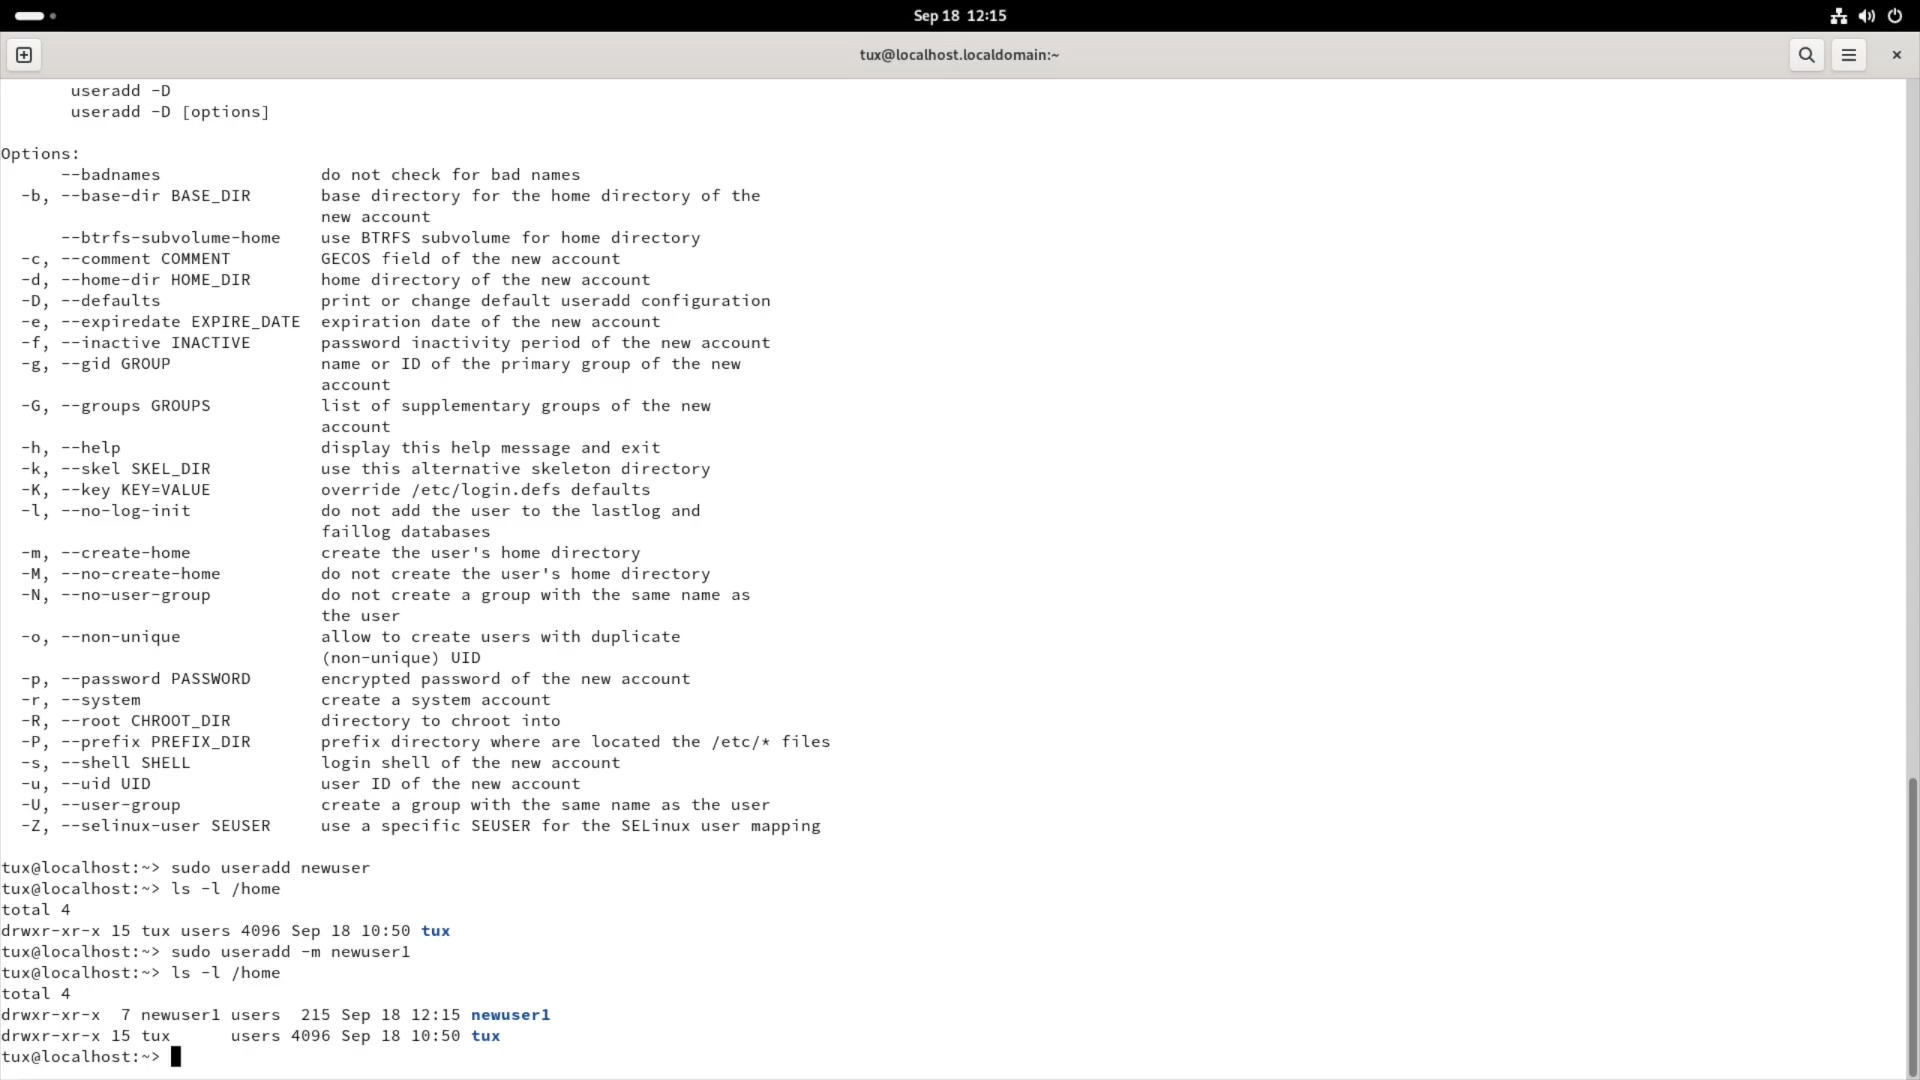 Sep 18 12:15
tux@localhost.localdomain:~
useradd -D
useradd -D [options]
Options:
--badnames do not check for bad names
-b, --base-dir BASE_DIR base directory for the home directory of the
new account
--btrfs-subvolume-home use BTRFS subvolume for home directory
-c, --comment COMMENT GECOS field of the new account
-d, --home-dir HOME_DIR home directory of the new account
-D, --defaults print or change default useradd configuration
-e, --expiredate EXPIRE_DATE expiration date of the new account
-f, --inactive INACTIVE password inactivity period of the new account
-g, --gid GROUP name or ID of the primary group of the new
account
-G, --groups GROUPS list of supplementary groups of the new
account
-h, --help display this help message and exit
-k, --skel SKEL_DIR use this alternative skeleton directory
-K, --key KEY=VALUE override /etc/login.defs defaults
-l, --no-log-init do not add the user to the lastlog and
faillog databases
-m, --create-home create the user's home directory
-M, --no-create-home do not create the user's home directory
-N, --no-user-group do not create a group with the same name as
the user
-o, --non-unique allow to create users with duplicate
(non-unique) UID
-p, --password PASSWORD encrypted password of the new account
-r, --system create a system account
-R, --root CHROOT_DIR directory to chroot into
-P, --prefix PREFIX_DIR prefix directory where are located the /etc/* files
-s, --shell SHELL login shell of the new account
-u, --uid UID user ID of the new account
-U, --user-group create a group with the same name as the user
-Z, --selinux-user SEUSER use a specific SEUSER for the SELinux user mapping
tux@localhost:~> sudo useradd newuser
tux@localhost:~> ls -l /home
total 4
drwxr-xr-x 15 tux users 4096 Sep 18 10:50 tux
tux@localhost:~> sudo useradd -m newuser1
tux@localhost:~> ls -l /home
total 4
drwxr-xr-x  7 newuser1 users  215 Sep 18 12:15 newuser1
drwxr-xr-x 15 tux      users 4096 Sep 18 10:50 tux
tux@localhost:~>